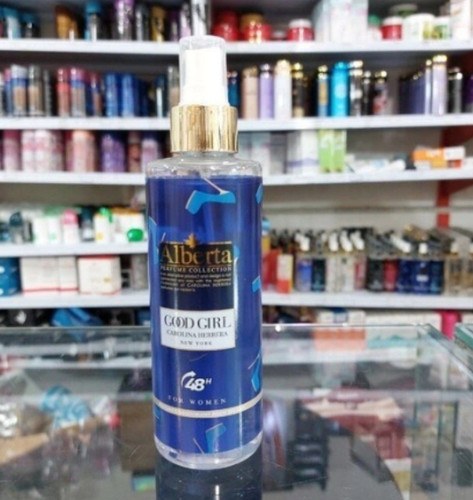 Alberta
PERFUME COLLECTION
GOOD GIRL
CAROLINA HERRERA
NEW YORK
48H
FOR WOMEN